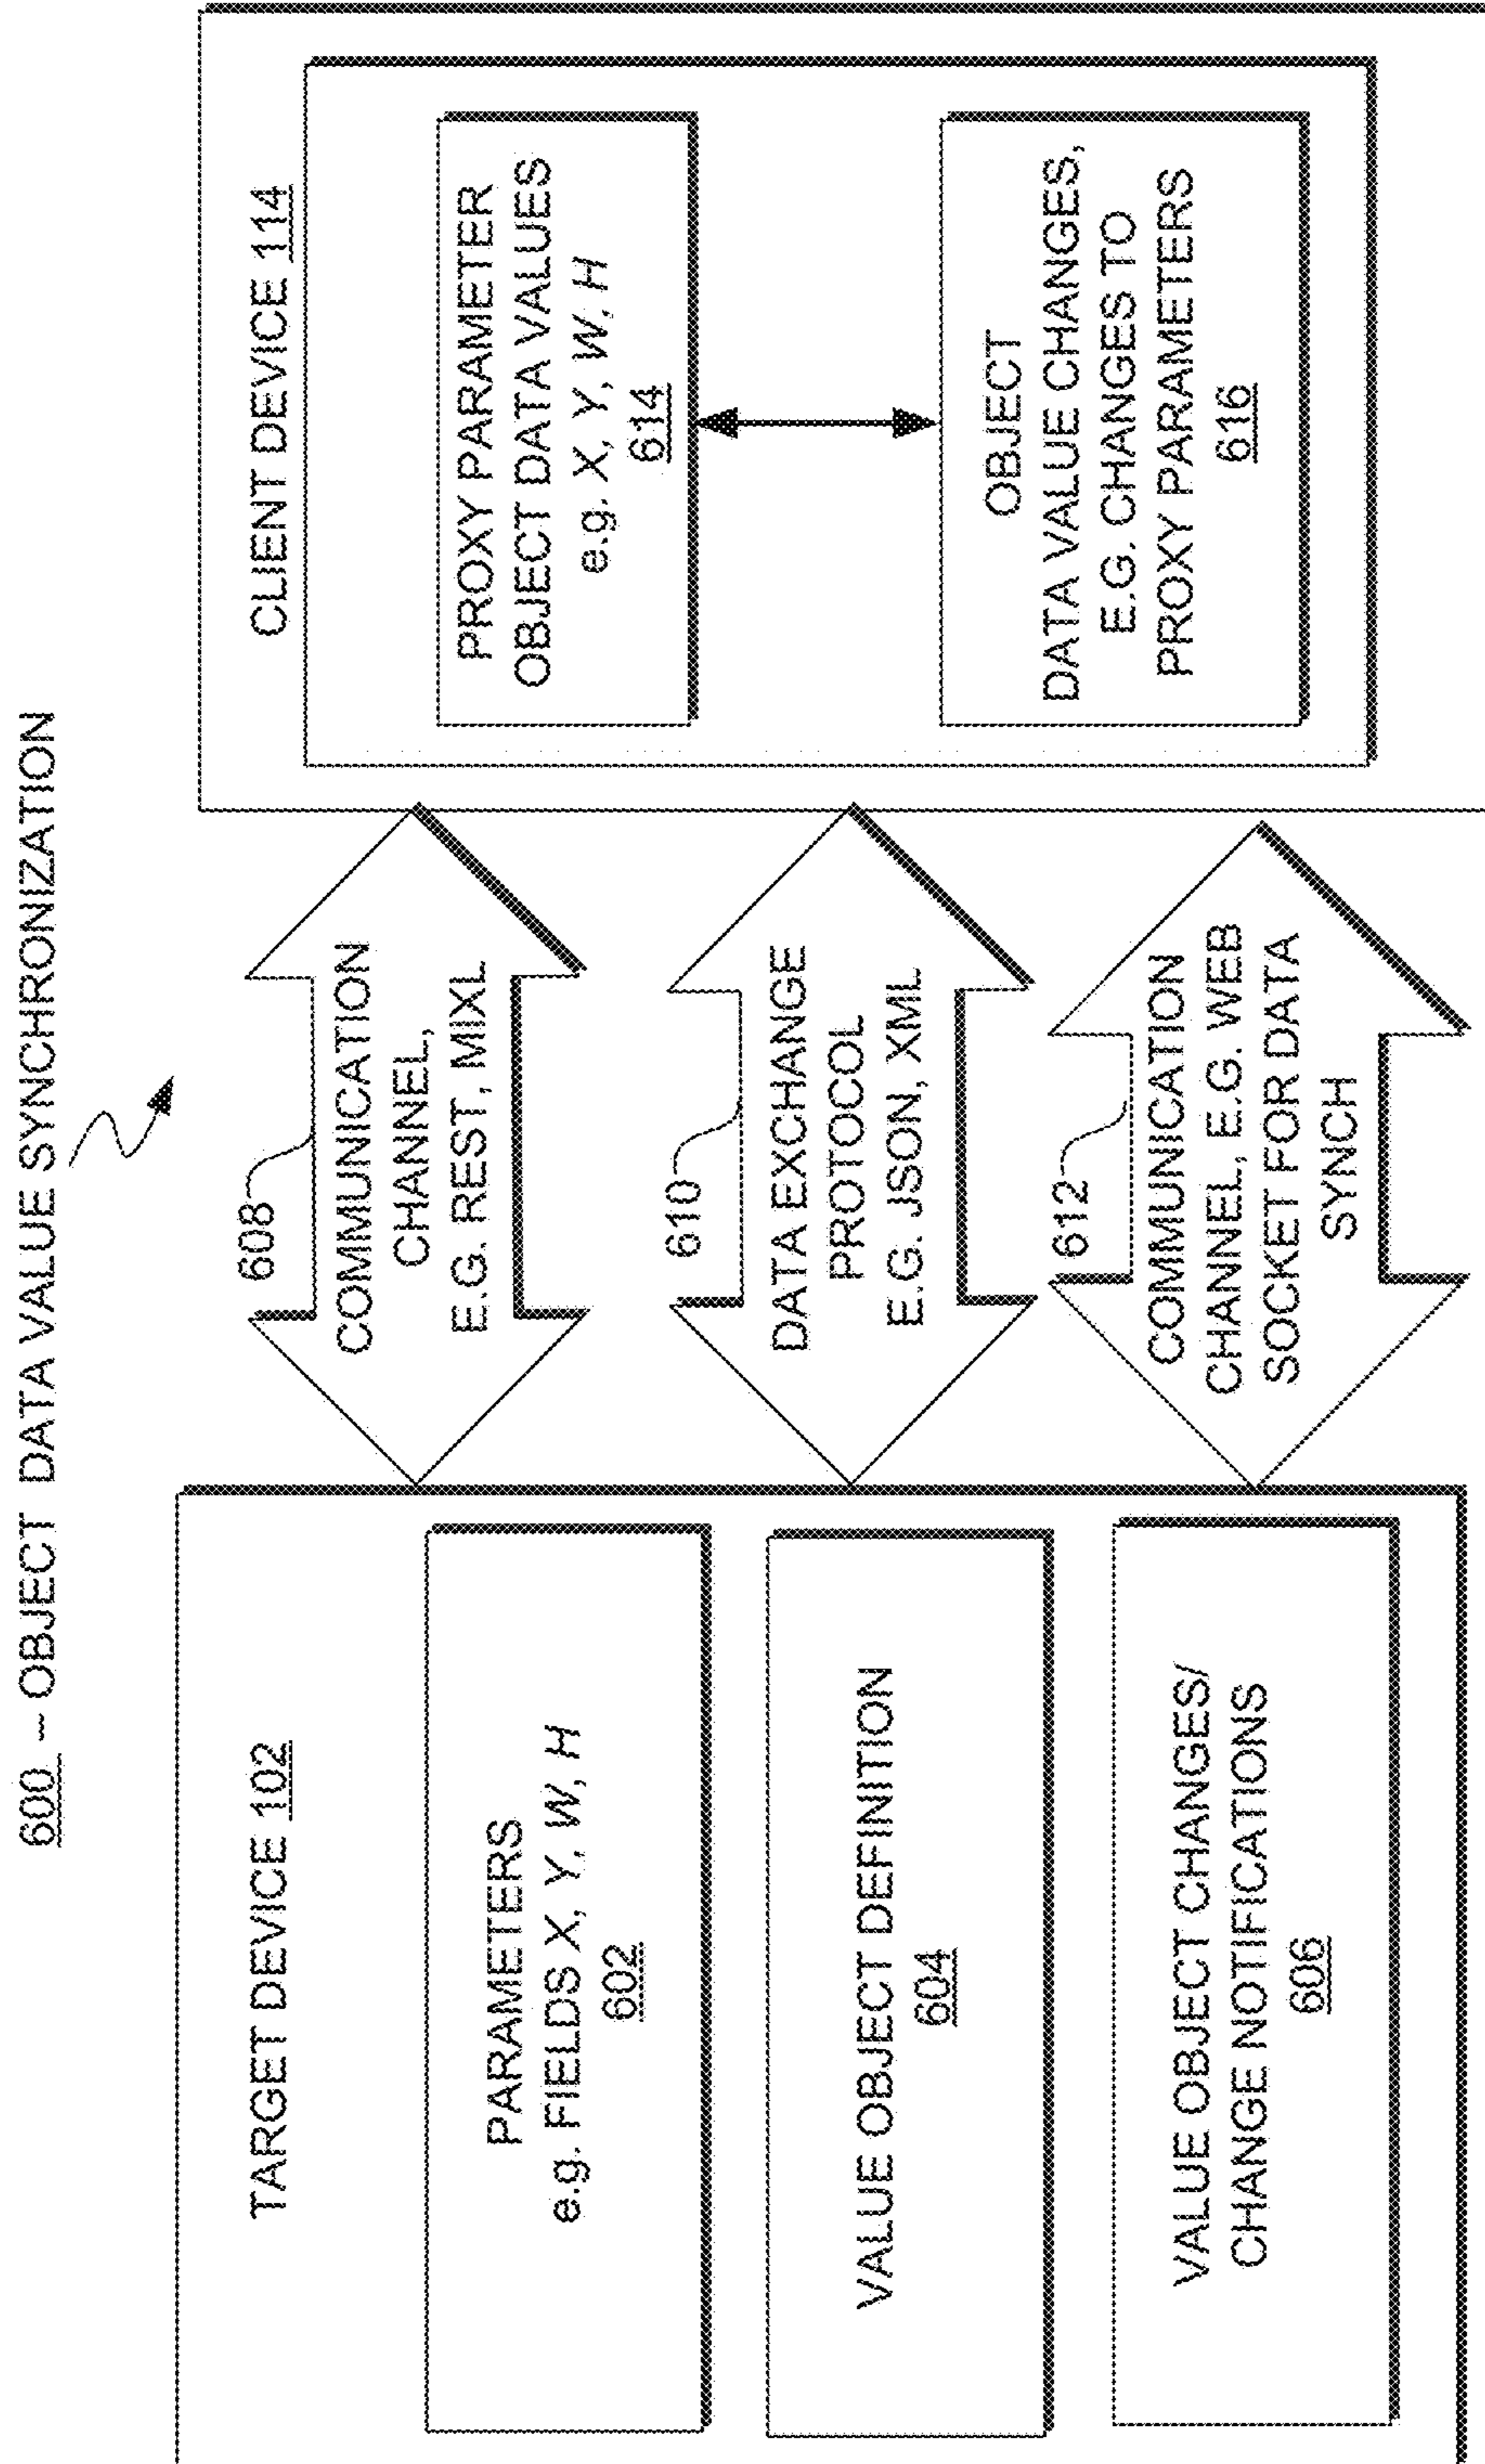 600 – OBJECT DATA VALUE SYNCHRONIZATION
TARGET DEVICE 102
PARAMETERS
e.g. FIELDS X, Y, W, H
602
VALUE OBJECT DEFINITION
604
VALUE OBJECT CHANGES/
CHANGE NOTIFICATIONS
606
608
COMMUNICATION
CHANNEL,
E.G. REST, MIXL
610
DATA EXCHANGE
PROTOCOL
E.G. JSON, XML
612
COMMUNICATION
CHANNEL, E.G. WEB
SOCKET FOR DATA
SYNCH
CLIENT DEVICE 114
PROXY PARAMETER
OBJECT DATA VALUES
e.g. X, Y, W, H
614
OBJECT
DATA VALUE CHANGES,
E.G. CHANGES TO
PROXY PARAMETERS
616